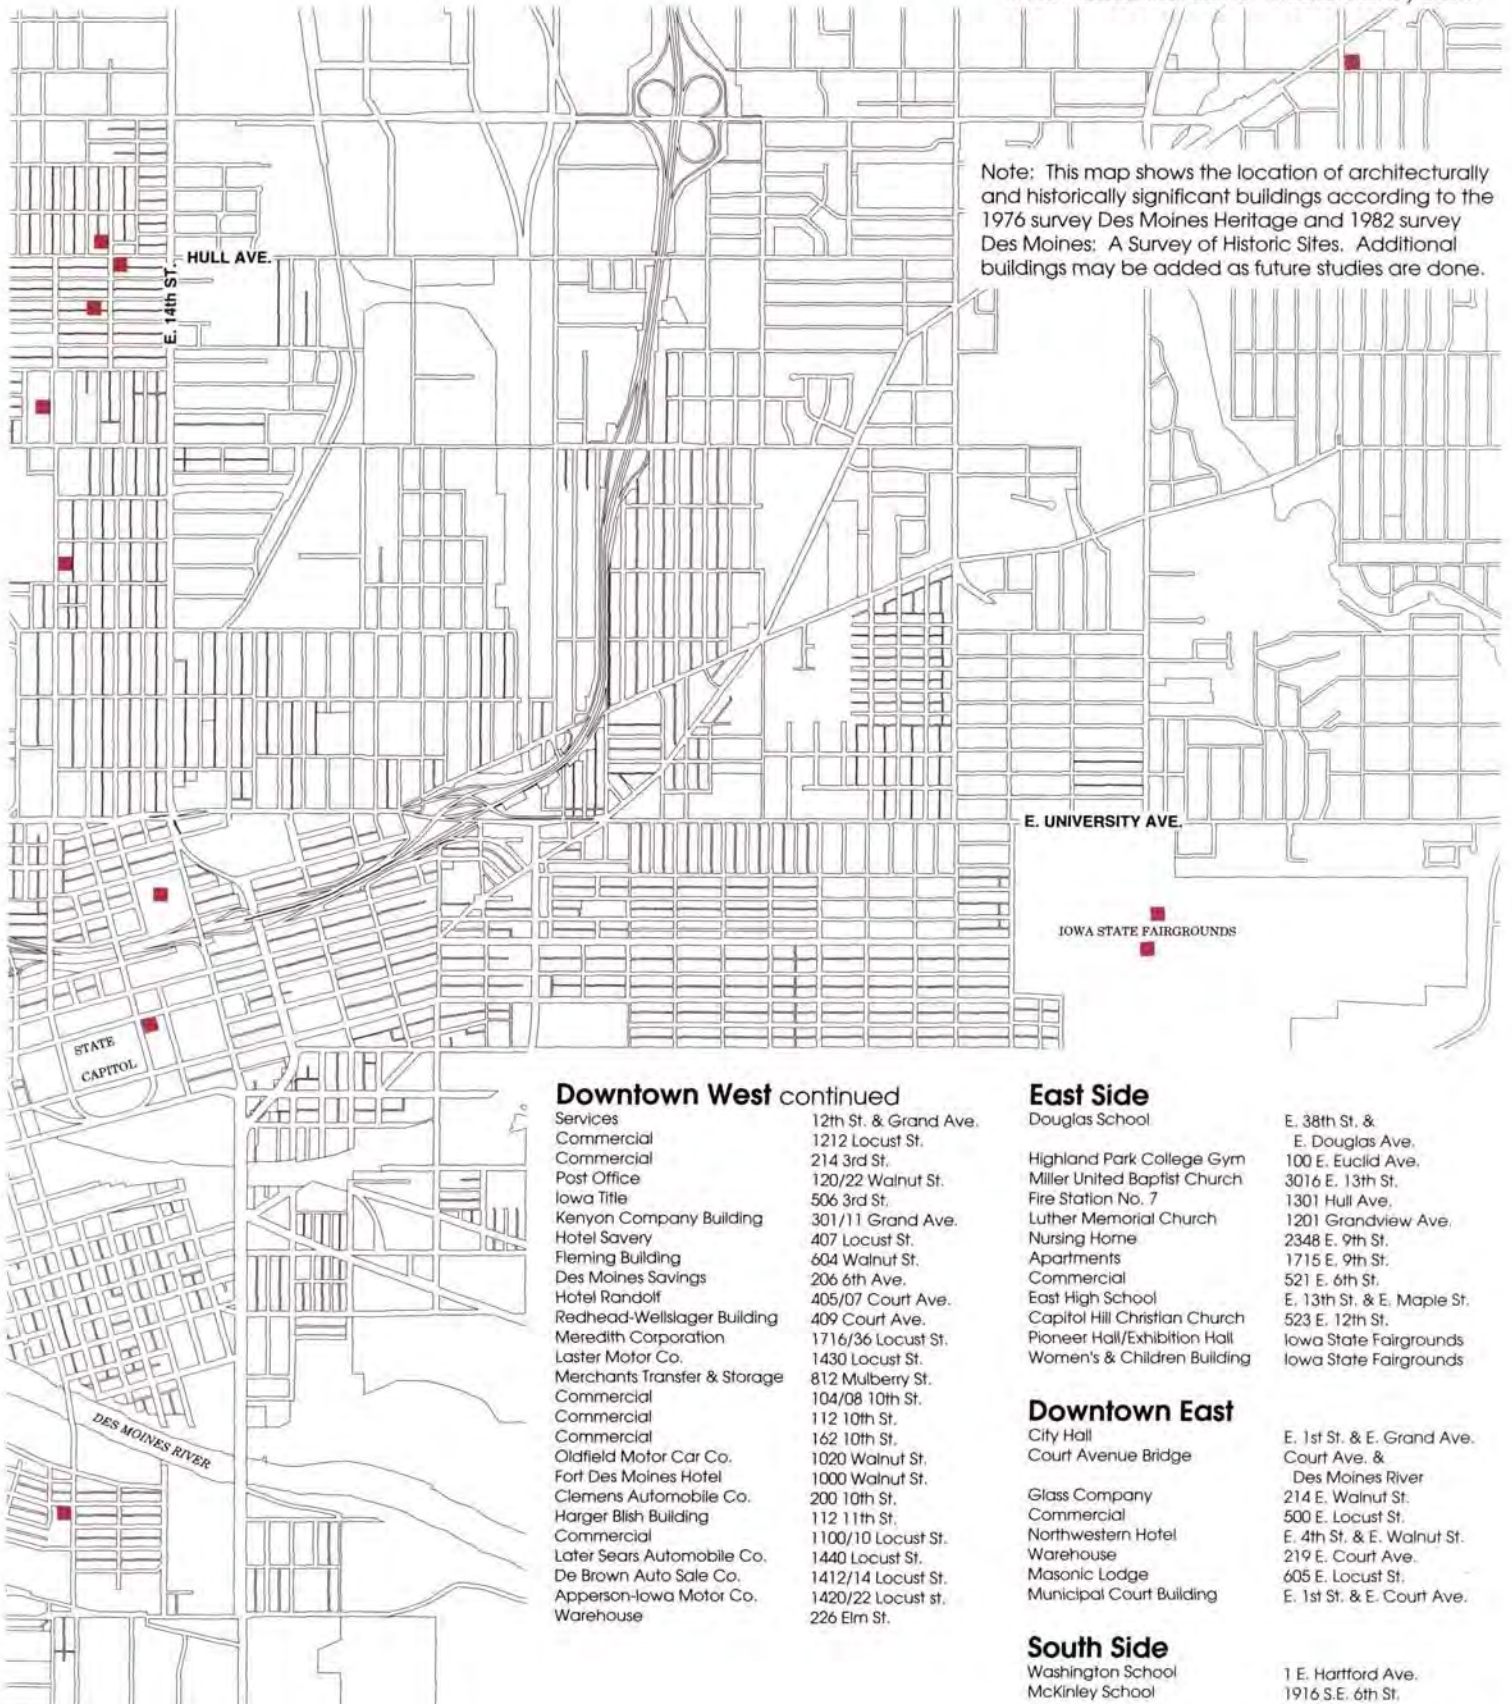 Note: This map shows the location of architecturally
and historically significant buildings according to the
1976 survey Des Moines Heritage and 1982 survey
Des Moines: A Survey of Historic Sites. Additional
buildings may be added as future studies are done.
HULL AVE.
E. 14th ST.
E. UNIVERSITY AVE.
IOWA STATE FAIRGROUNDS
STATE
CAPITOL
DES MOINES RIVER
Downtown West continued
Services 12th St. & Grand Ave.
Commercial 1212 Locust St.
Commercial 214 3rd St.
Post Office 120/22 Walnut St.
Iowa Title 506 3rd St.
Kenyon Company Building 301/11 Grand Ave.
Hotel Savery 407 Locust St.
Fleming Building 604 Walnut St.
Des Moines Savings 206 6th Ave.
Hotel Randolf 405/07 Court Ave.
Redhead-Wellslager Building 409 Court Ave.
Meredith Corporation 1716/36 Locust St.
Laster Motor Co. 1430 Locust St.
Merchants Transfer & Storage 812 Mulberry St.
Commercial 104/08 10th St.
Commercial 112 10th St.
Commercial 162 10th St.
Oldfield Motor Car Co. 1020 Walnut St.
Fort Des Moines Hotel 1000 Walnut St.
Clemens Automobile Co. 200 10th St.
Harger Blish Building 112 11th St.
Commercial 1100/10 Locust St.
Later Sears Automobile Co. 1440 Locust St.
De Brown Auto Sale Co. 1412/14 Locust St.
Apperson-Iowa Motor Co. 1420/22 Locust st.
Warehouse 226 Elm St.
East Side
Douglas School E. 38th St. &
E. Douglas Ave.
Highland Park College Gym 100 E. Euclid Ave.
Miller United Baptist Church 3016 E. 13th St.
Fire Station No. 7 1301 Hull Ave.
Luther Memorial Church 1201 Grandview Ave.
Nursing Home 2348 E. 9th St.
Apartments 1715 E. 9th St.
Commercial 521 E. 6th St.
East High School E. 13th St. & E. Maple St.
Capitol Hill Christian Church 523 E. 12th St.
Pioneer Hall/Exhibition Hall Iowa State Fairgrounds
Women's & Children Building Iowa State Fairgrounds
Downtown East
City Hall E. 1st St. & E. Grand Ave.
Court Avenue Bridge Court Ave. &
Des Moines River
Glass Company 214 E. Walnut St.
Commercial 500 E. Locust St.
Northwestern Hotel E. 4th St. & E. Walnut St.
Warehouse 219 E. Court Ave.
Masonic Lodge 605 E. Locust St.
Municipal Court Building E. 1st St. & E. Court Ave.
South Side
Washington School 1 E. Hartford Ave.
McKinley School 1916 S.E. 6th St.